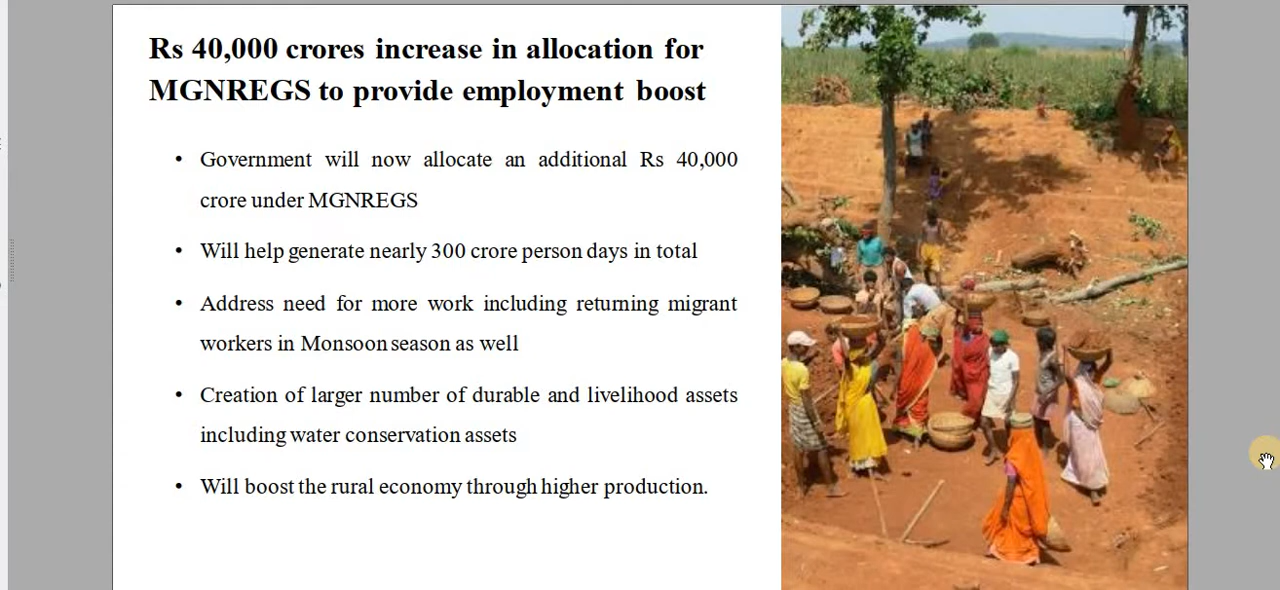 Rs 40,000 crores increase in allocation for
MGNREGS to provide employment boost
• Government will now allocate an additional Rs 40,000
crore under MGNREGS
• Will help generate nearly 300 crore person days in total
• Address need for more work including returning migrant
workers in Monsoon season as well
• Creation of larger number of durable and livelihood assets
including water conservation assets
• Will boost the rural economy through higher production.